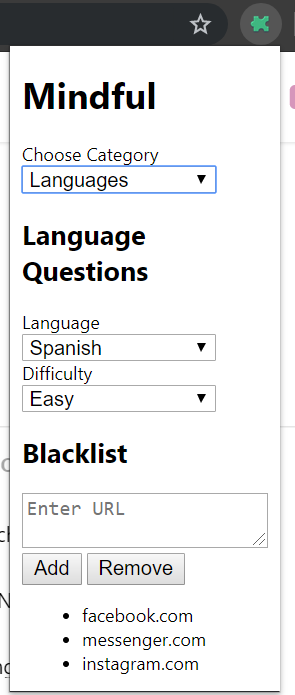 Mindful
Choose Category
Languages
Language
Questions
Language
Spanish
Difficulty
Easy
Blacklist
Enter URL
Add Remove
facebook.com
messenger.com
instagram.com